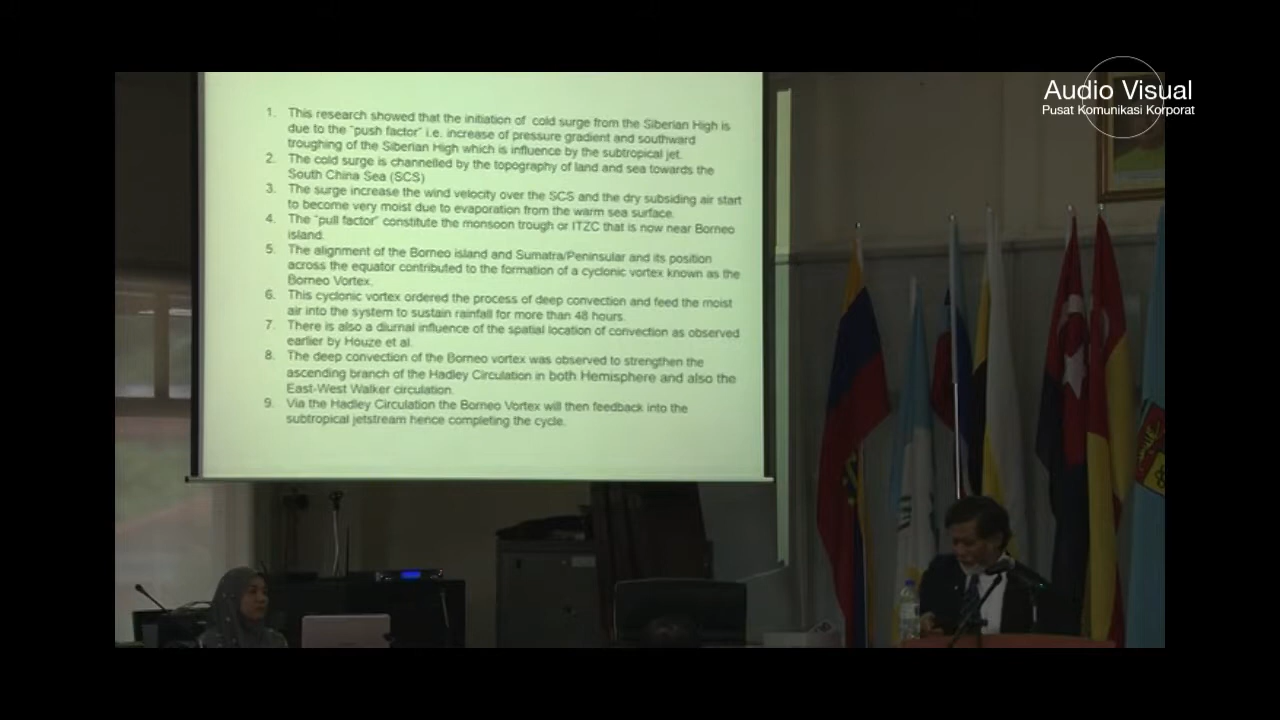 Audio Visual
Pusat Komunikasi Korporat
1. This research showed that the initiation of cold surge from the Siberian High is
due to the "push factor" i.e. increase of pressure gradient and southward
troughing of the Siberian High which is influence by the subtropical jet.
2. The cold surge is channelled by the topography of land and sea towards the
South China Sea (SCS)
3. The surge increase the wind velocity over the SCS and the dry subsiding air start
to become very moist due to evaporation from the warm sea surface.
4. The "pull factor" constitute the monsoon trough or ITZC that is now near Borneo
island.
5. The alignment of the Borneo island and Sumatra/Peninsular and its position
across the equator contributed to the formation of a cyclonic vortex known as the
Borneo Vortex.
6. This cyclonic vortex ordered the process of deep convection and feed the moist
air into the system to sustain rainfall for more than 48 hours.
7. There is also a diurnal influence of the spatial location of convection as observed
earlier by Houze et al.
8. The deep convection of the Borneo vortex was observed to strengthen the
ascending branch of the Hadley Circulation in both Hemisphere and also the
East-West Walker circulation.
9. Via the Hadley Circulation the Borneo Vortex will then feedback into the
subtropical jetstream hence completing the cycle.